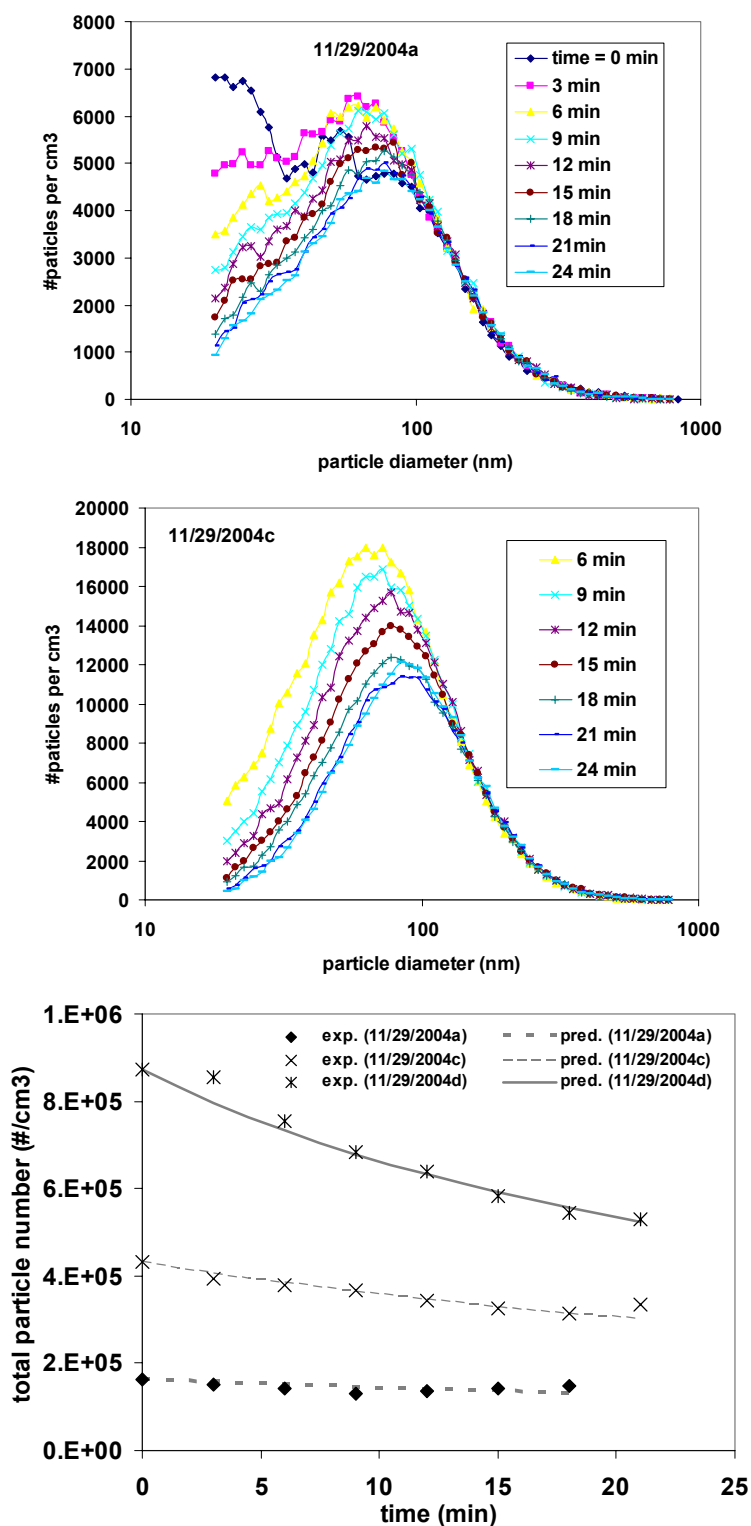 11/29/2004a
#paticles per cm3
8000
7000
6000
5000
4000
3000
2000
1000
0
10
100
1000
particle diameter (nm)
time = 0 min
3 min
6 min
9 min
12 min
15 min
18 min
21min
24 min
11/29/2004c
#paticles per cm3
20000
18000
16000
14000
12000
10000
8000
6000
4000
2000
0
10
100
1000
particle diameter (nm)
6 min
9 min
12 min
15 min
18 min
21 min
24 min
total particle number (#/cm3)
1.E+06
8.E+05
6.E+05
4.E+05
2.E+05
0.E+00
0
5
10
15
20
25
time (min)
exp. (11/29/2004a) pred. (11/29/2004a)
exp. (11/29/2004c) pred. (11/29/2004c)
exp. (11/29/2004d) pred. (11/29/2004d)